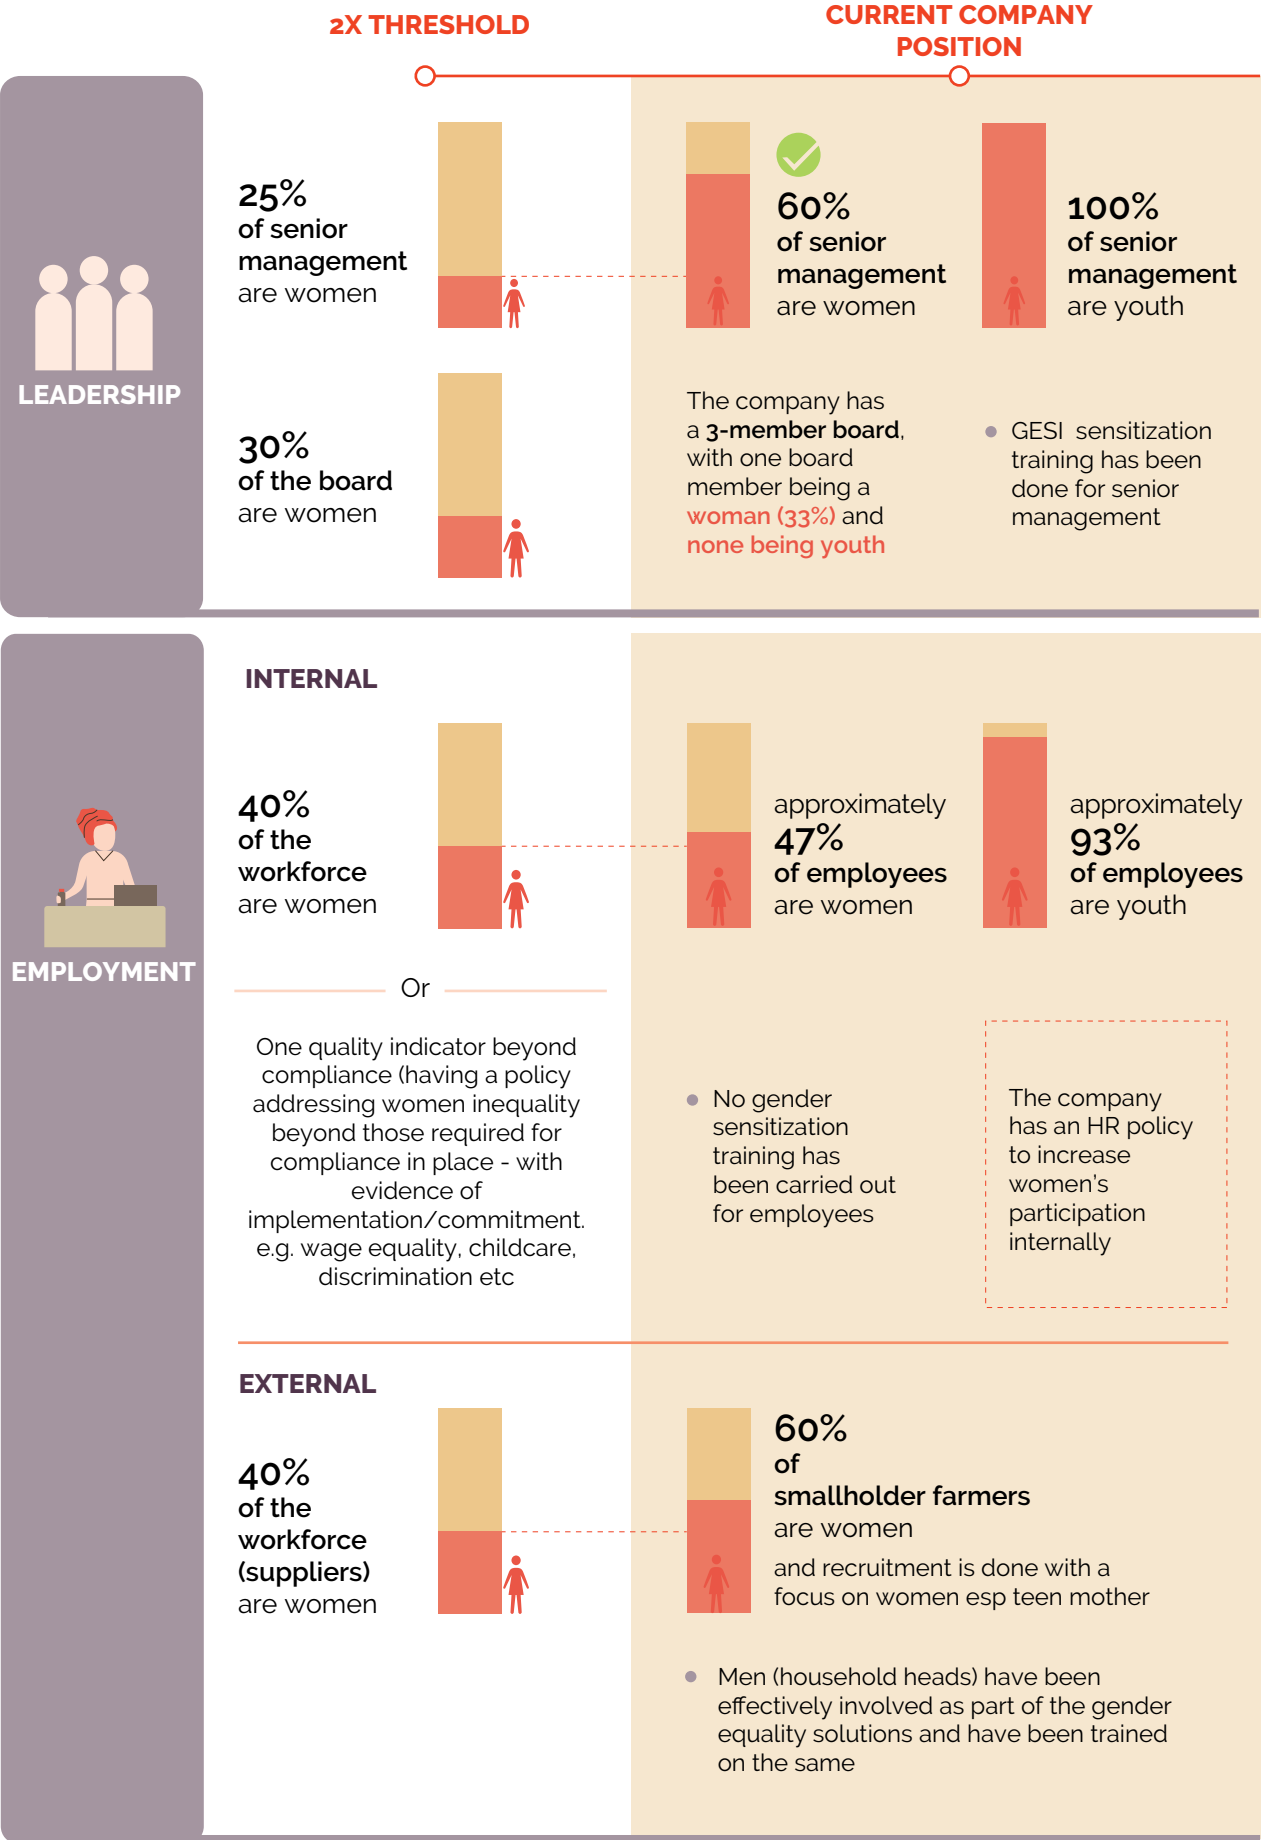 2X THRESHOLD
CURRENT COMPANY
POSITION
LEADERSHIP
25%
of senior
management
are women
60%
of senior
management
are women
100%
of senior
management
are youth
30%
of the board
are women
The company has
a 3-member board,
with one board
member being a
woman (33%) and
none being youth
GESI sensitization
training has been
done for senior
management
EMPLOYMENT
INTERNAL
40%
of the
workforce
are women
approximately
47%
of employees
are women
approximately
93%
of employees
are youth
Or
One quality indicator beyond
compliance (having a policy
addressing women inequality
beyond those required for
compliance in place - with
evidence of
implementation/commitment.
e.g. wage equality, childcare,
discrimination etc
No gender
sensitization
training has
been carried out
for employees
The company
has an HR policy
to increase
women's
participation
internally
EXTERNAL
40%
of the
workforce
(suppliers)
are women
60%
of
smallholder farmers
are women
and recruitment is done with a
focus on women esp teen mother
Men (household heads) have been
effectively involved as part of the gender
equality solutions and have been trained
on the same